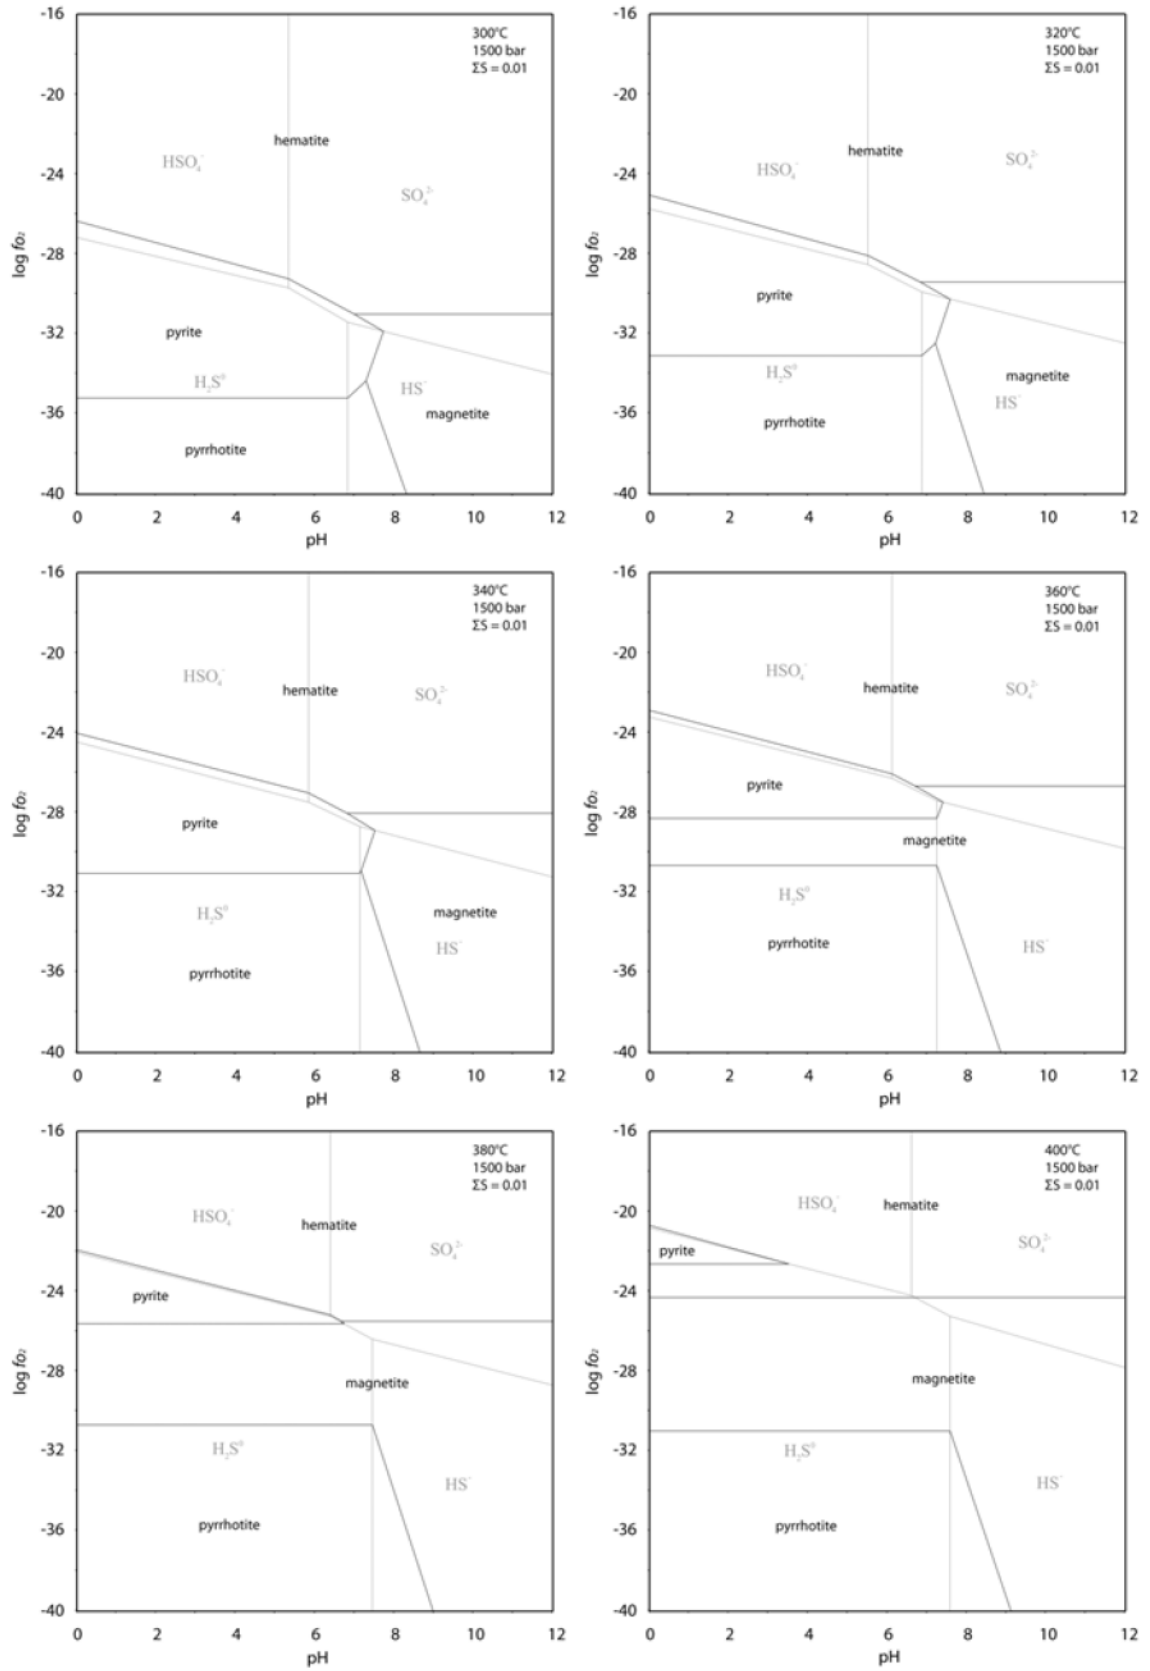 -16
-20
-24
-28
-32
-36
-40
log fo₂
300°C
1500 bar
ΣS = 0.01
hematite
HSO₄⁻
SO₄²⁻
pyrite
H₂S⁰
HS⁻
magnetite
pyrrhotite
0 2 4 6 8 10 12
pH
-16
-20
-24
-28
-32
-36
-40
log fo₂
320°C
1500 bar
ΣS = 0.01
hematite
SO₄²⁻
HSO₄⁻
pyrite
H₂S⁰
magnetite
HS⁻
pyrrhotite
0 2 4 6 8 10 12
pH
-16
-20
-24
-28
-32
-36
-40
log fo₂
340°C
1500 bar
ΣS = 0.01
HSO₄⁻
hematite
SO₄²⁻
pyrite
H₂S⁰
magnetite
HS⁻
pyrrhotite
0 2 4 6 8 10 12
pH
-16
-20
-24
-28
-32
-36
-40
log fo₂
360°C
1500 bar
ΣS = 0.01
HSO₄⁻
hematite
SO₄²⁻
pyrite
magnetite
H₂S⁰
pyrrhotite
HS⁻
0 2 4 6 8 10 12
pH
-16
-20
-24
-28
-32
-36
-40
log fo₂
380°C
1500 bar
ΣS = 0.01
HSO₄⁻
hematite
SO₄²⁻
pyrite
magnetite
H₂S⁰
HS⁻
pyrrhotite
0 2 4 6 8 10 12
pH
-16
-20
-24
-28
-32
-36
-40
log fo₂
400°C
1500 bar
ΣS = 0.01
HSO₄⁻
hematite
SO₄²⁻
pyrite
magnetite
H₂S⁰
HS⁻
pyrrhotite
0 2 4 6 8 10 12
pH